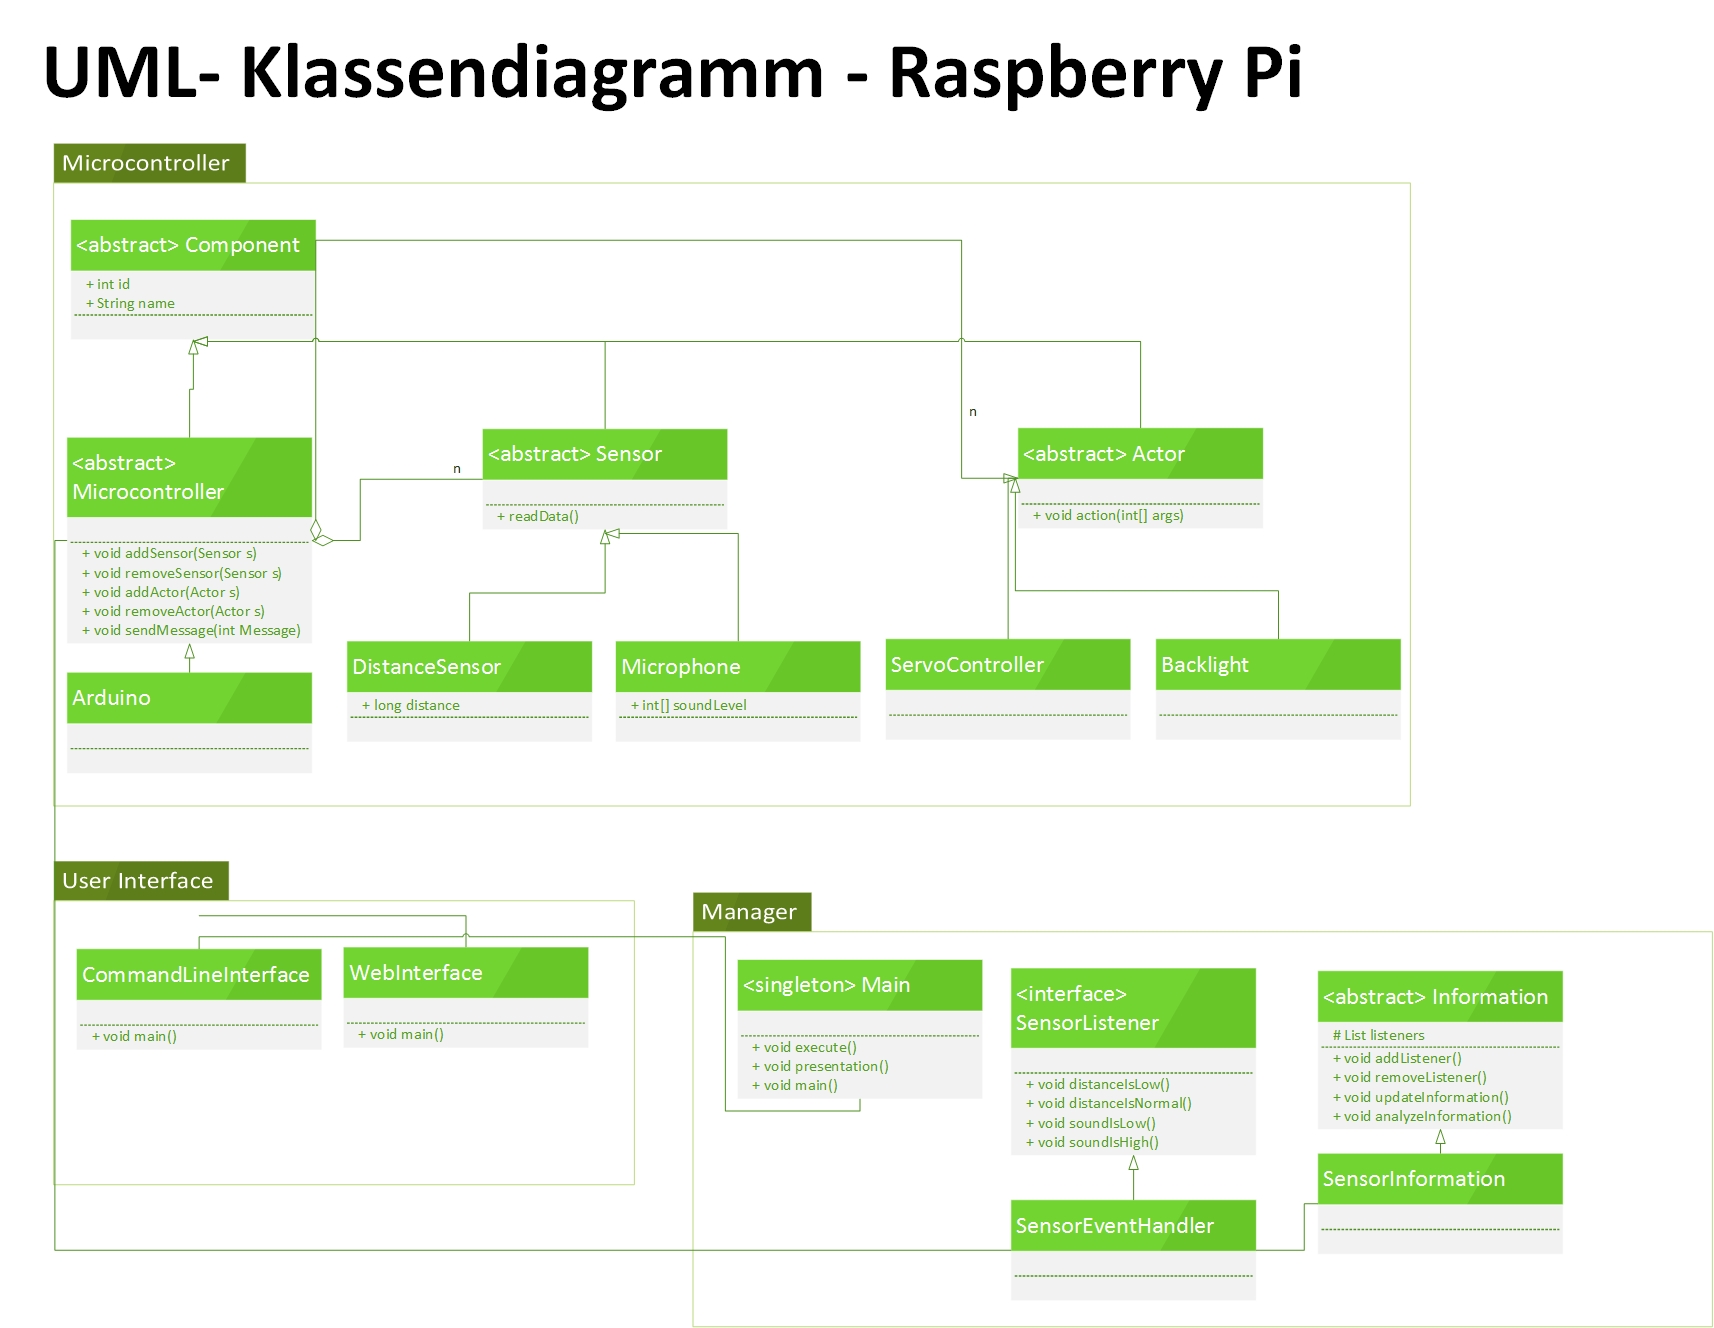 UML- Klassendiagramm - Raspberry Pi
Microcontroller
<abstract> Component
+ int id
+ String name
n
<abstract>
Microcontroller
+ void addSensor(Sensor s)
+ void removeSensor(Sensor s)
+ void addActor(Actor s)
+ void removeActor(Actor s)
+ void sendMessage(int Message)
n
<abstract> Sensor
+ readData()
<abstract> Actor
+ void action(int[] args)
Arduino
DistanceSensor
+ long distance
Microphone
+ int[] soundLevel
ServoController
Backlight
User Interface
CommandLineInterface
+ void main()
WebInterface
+ void main()
Manager
<singleton> Main
+ void execute()
+ void presentation()
+ void main()
<interface>
SensorListener
+ void distanceIsLow()
+ void distanceIsNormal()
+ void soundIsLow()
+ void soundIsHigh()
<abstract> Information
# List listeners
+ void addListener()
+ void removeListener()
+ void updateInformation()
+ void analyzeInformation()
SensorEventHandler
SensorInformation